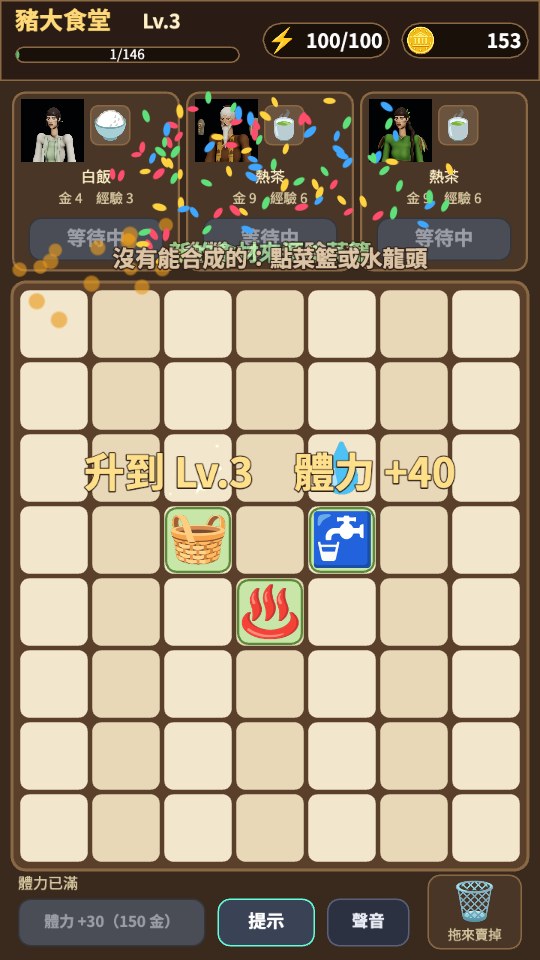 豬大食堂 Lv.3
1/146
100/100
153
白飯
金 4 經驗 3
等待中
熱茶
金 9 經驗 6
等待中
熱茶
金 9 經驗 6
等待中
沒有能合成的：點菜籃或水龍頭
升到 Lv.3 體力 +40
體力已滿
體力 +30（150 金）
提示
聲音
拖來賣掉